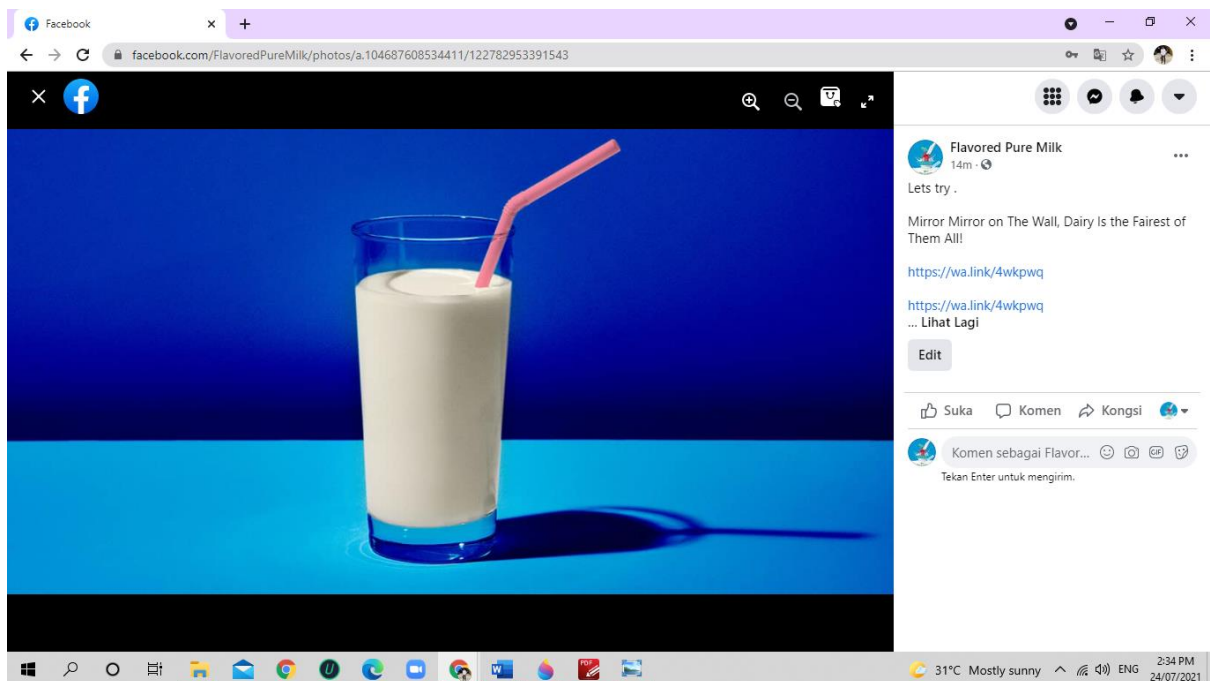 Facebook
facebook.com/FlavoredPureMilk/photos/a.104687608534411/122782953391543
Flavored Pure Milk
14m ·
Lets try .
Mirror Mirror on The Wall, Dairy Is the Fairest of
Them All!
https://wa.link/4wkpwq
https://wa.link/4wkpwq
... Lihat Lagi
Edit
Suka Komen Kongsi
Komen sebagai Flavor... GIF
Tekan Enter untuk mengirim.
31°C Mostly sunny ENG 2:34 PM
24/07/2021